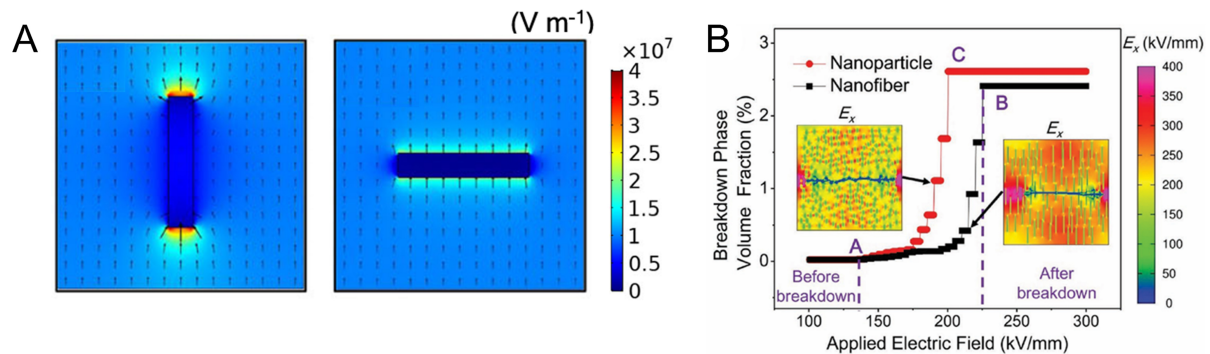 A
(V m⁻¹)
×10⁷
4
3.5
3
2.5
2
1.5
1
0.5
0
B
3
2
1
0
Breakdown Phase
Volume Fraction (%)
Nanoparticle
Nanofiber
C
B
A
Eₓ
Eₓ
Before
breakdown
After
breakdown
100
150
200
250
300
Applied Electric Field (kV/mm)
Eₓ (kV/mm)
400
350
300
250
200
150
100
50
0